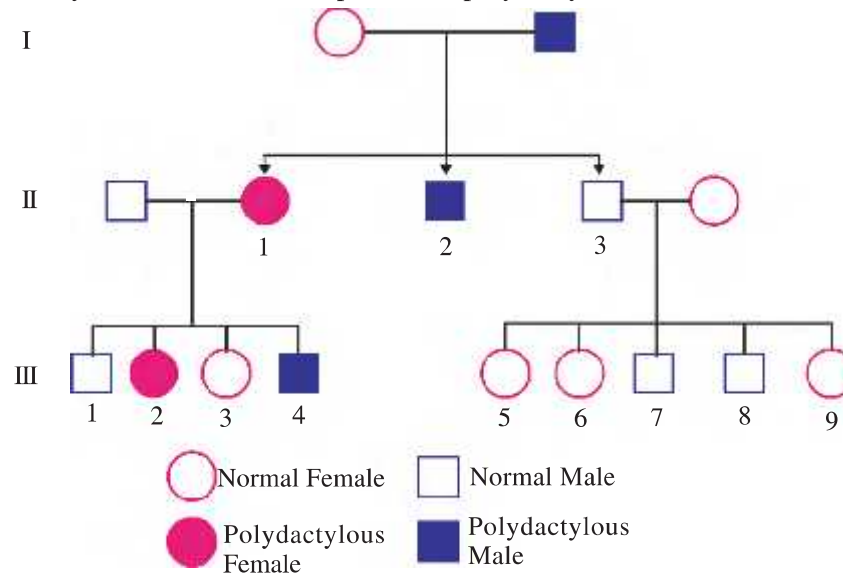 I
II
1 2 3
III
1 2 3 4 5 6 7 8 9
Normal Female Normal Male
Polydactylous Female Polydactylous Male